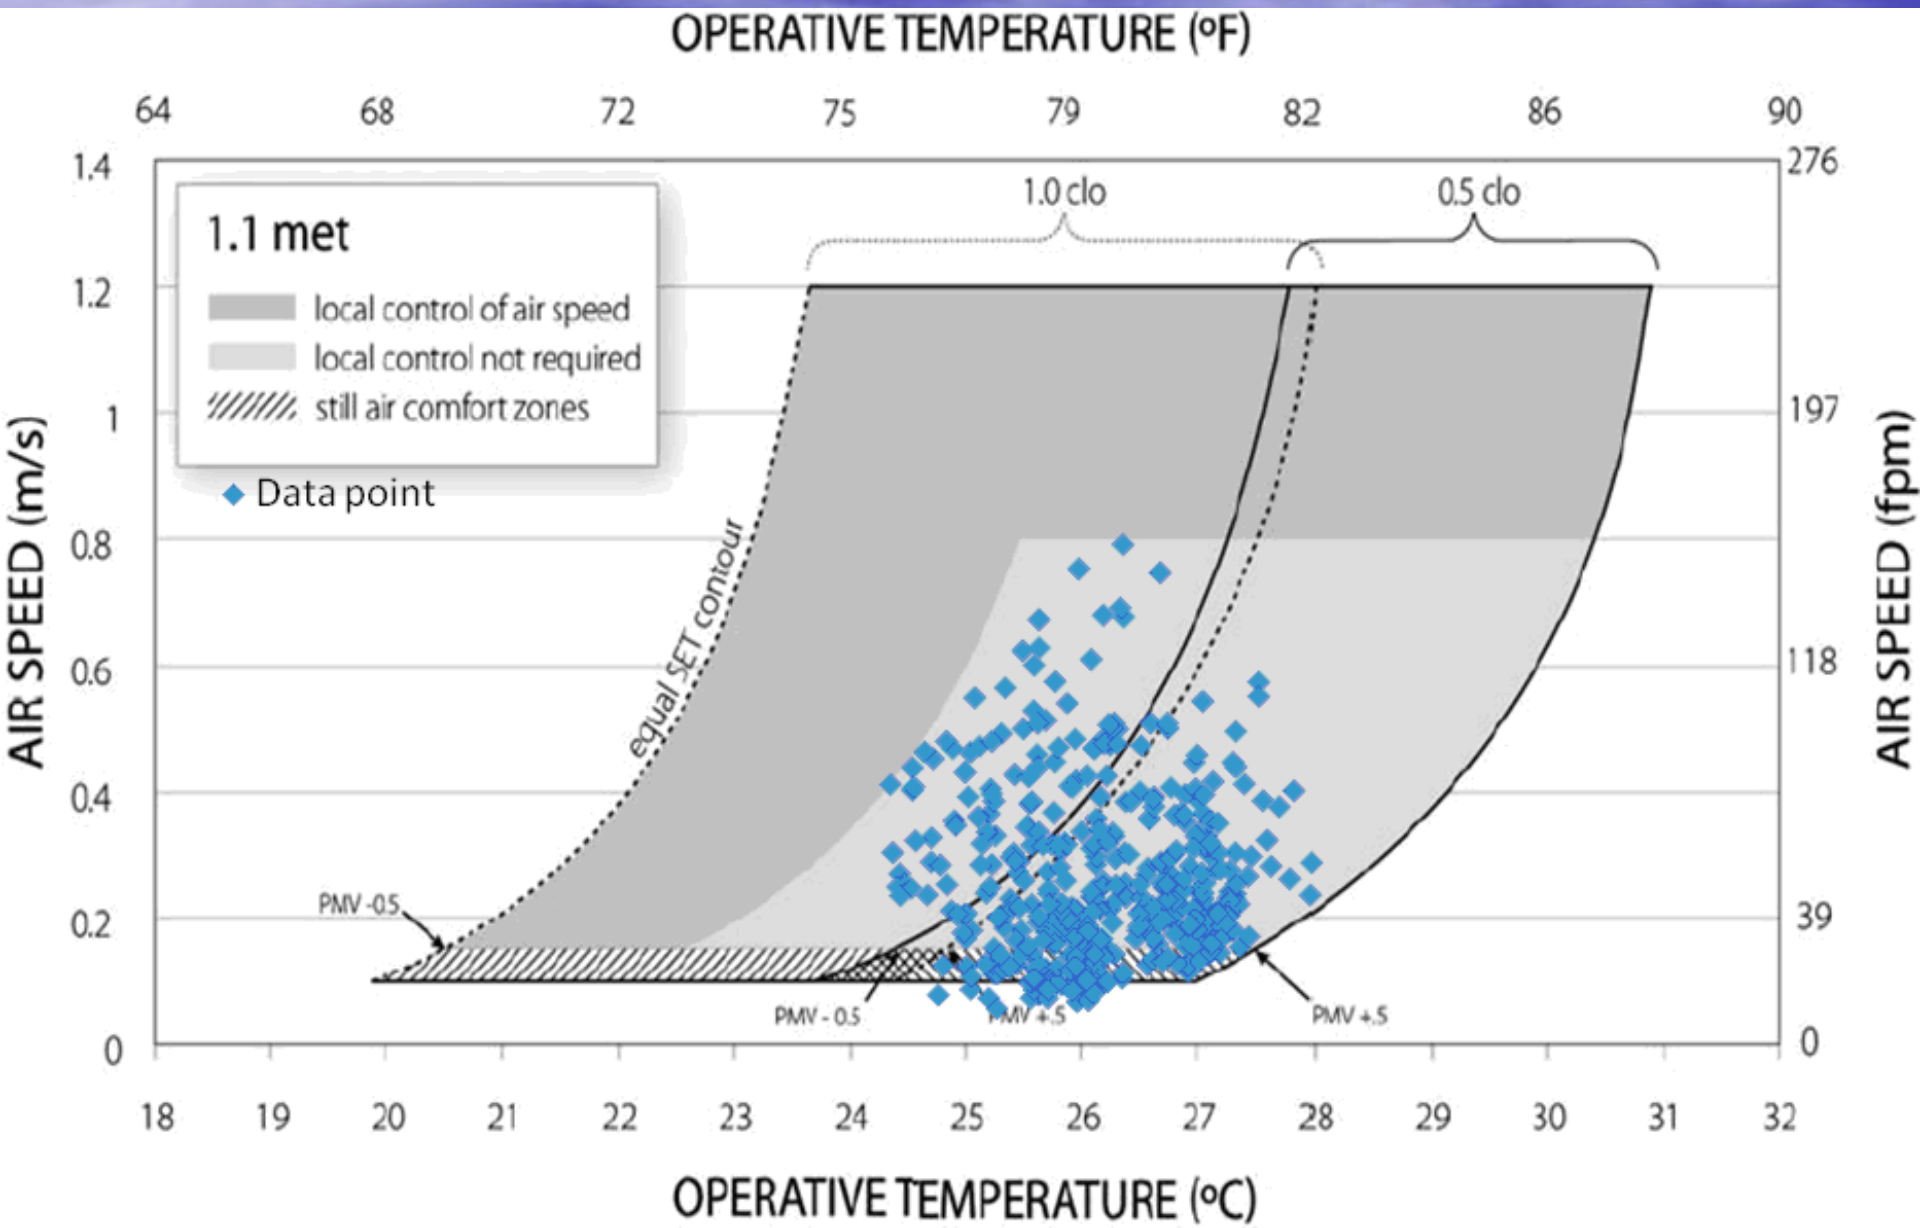 OPERATIVE TEMPERATURE (ºF)
64 68 72 75 79 82 86 90
1.4 276
1.0 clo 0.5 clo
1.1 met
1.2
local control of air speed
local control not required
still air comfort zones
1 197
Data point
0.8
equal SET contour
0.6 118
0.4
PMV -0.5
0.2 39
PMV - 0.5 PMV +.5 PMV +.5
0 0
18 19 20 21 22 23 24 25 26 27 28 29 30 31 32
AIR SPEED (m/s)
AIR SPEED (fpm)
OPERATIVE TEMPERATURE (ºC)